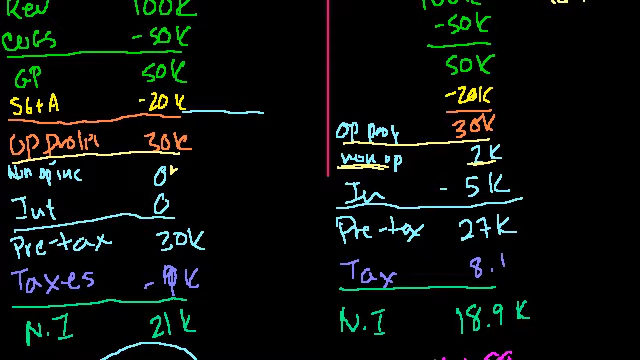 Rev 100K
COGS -50K
GP 50K
SG+A -20K
OP profit 30K
Non op inc 0
Int 0
Pre-tax 30K
Taxes -9K
N.I 21K
100K
-50K
50K
-20K
OP prof 30K
non op 2K
In - 5K
Pre-tax 27K
Tax 8.1
N.I 18.9K